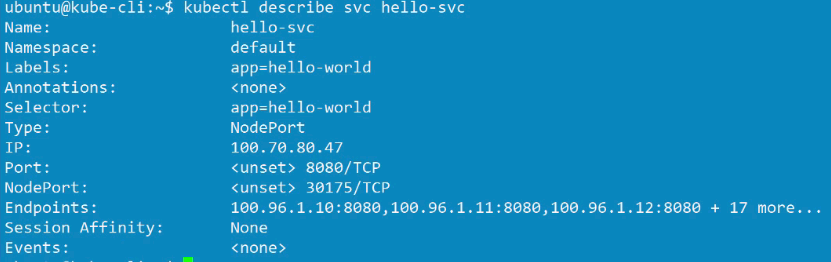 ubuntu@kube-cli:~$ kubectl describe svc hello-svc
Name: hello-svc
Namespace: default
Labels: app=hello-world
Annotations: <none>
Selector: app=hello-world
Type: NodePort
IP: 100.70.80.47
Port: <unset> 8080/TCP
NodePort: <unset> 30175/TCP
Endpoints: 100.96.1.10:8080,100.96.1.11:8080,100.96.1.12:8080 + 17 more...
Session Affinity: None
Events: <none>